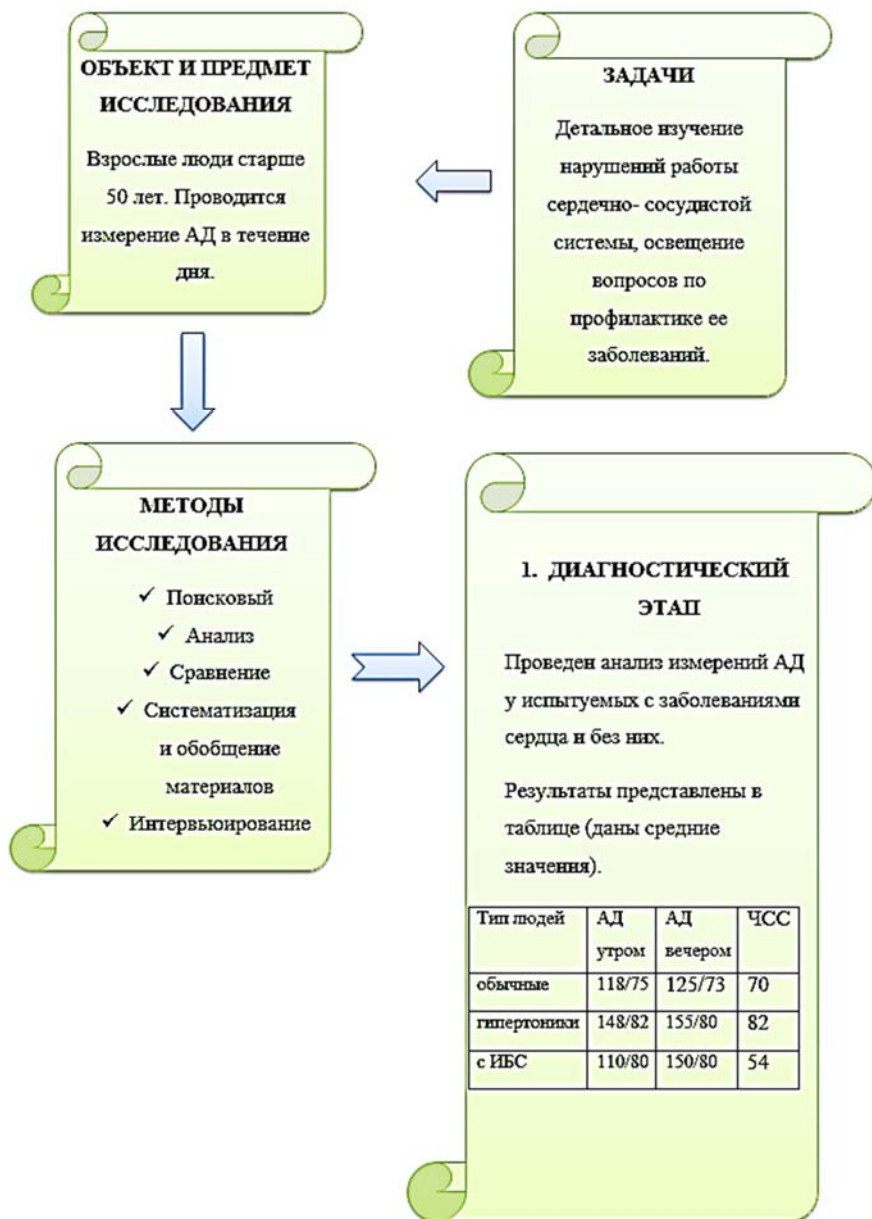 ОБЪЕКТ И ПРЕДМЕТ
ИССЛЕДОВАНИЯ
Взрослые люди старше
50 лет. Проводится
измерение АД в течение
дня.
ЗАДАЧИ
Детальное изучение
нарушений работы
сердечно- сосудистой
системы, освещение
вопросов по
профилактике ее
заболеваний.
МЕТОДЫ
ИССЛЕДОВАНИЯ
✓ Поисковый
✓ Анализ
✓ Сравнение
✓ Систематизация
и обобщение
материалов
✓ Интервьюирование
1. ДИАГНОСТИЧЕСКИЙ
ЭТАП
Проведен анализ измерений АД
у испытуемых с заболеваниями
сердца и без них.
Результаты представлены в
таблице (даны средние
значения).
Тип людей АД утром АД вечером ЧСС
обычные 118/75 125/73 70
гипертоники 148/82 155/80 82
с ИБС 110/80 150/80 54